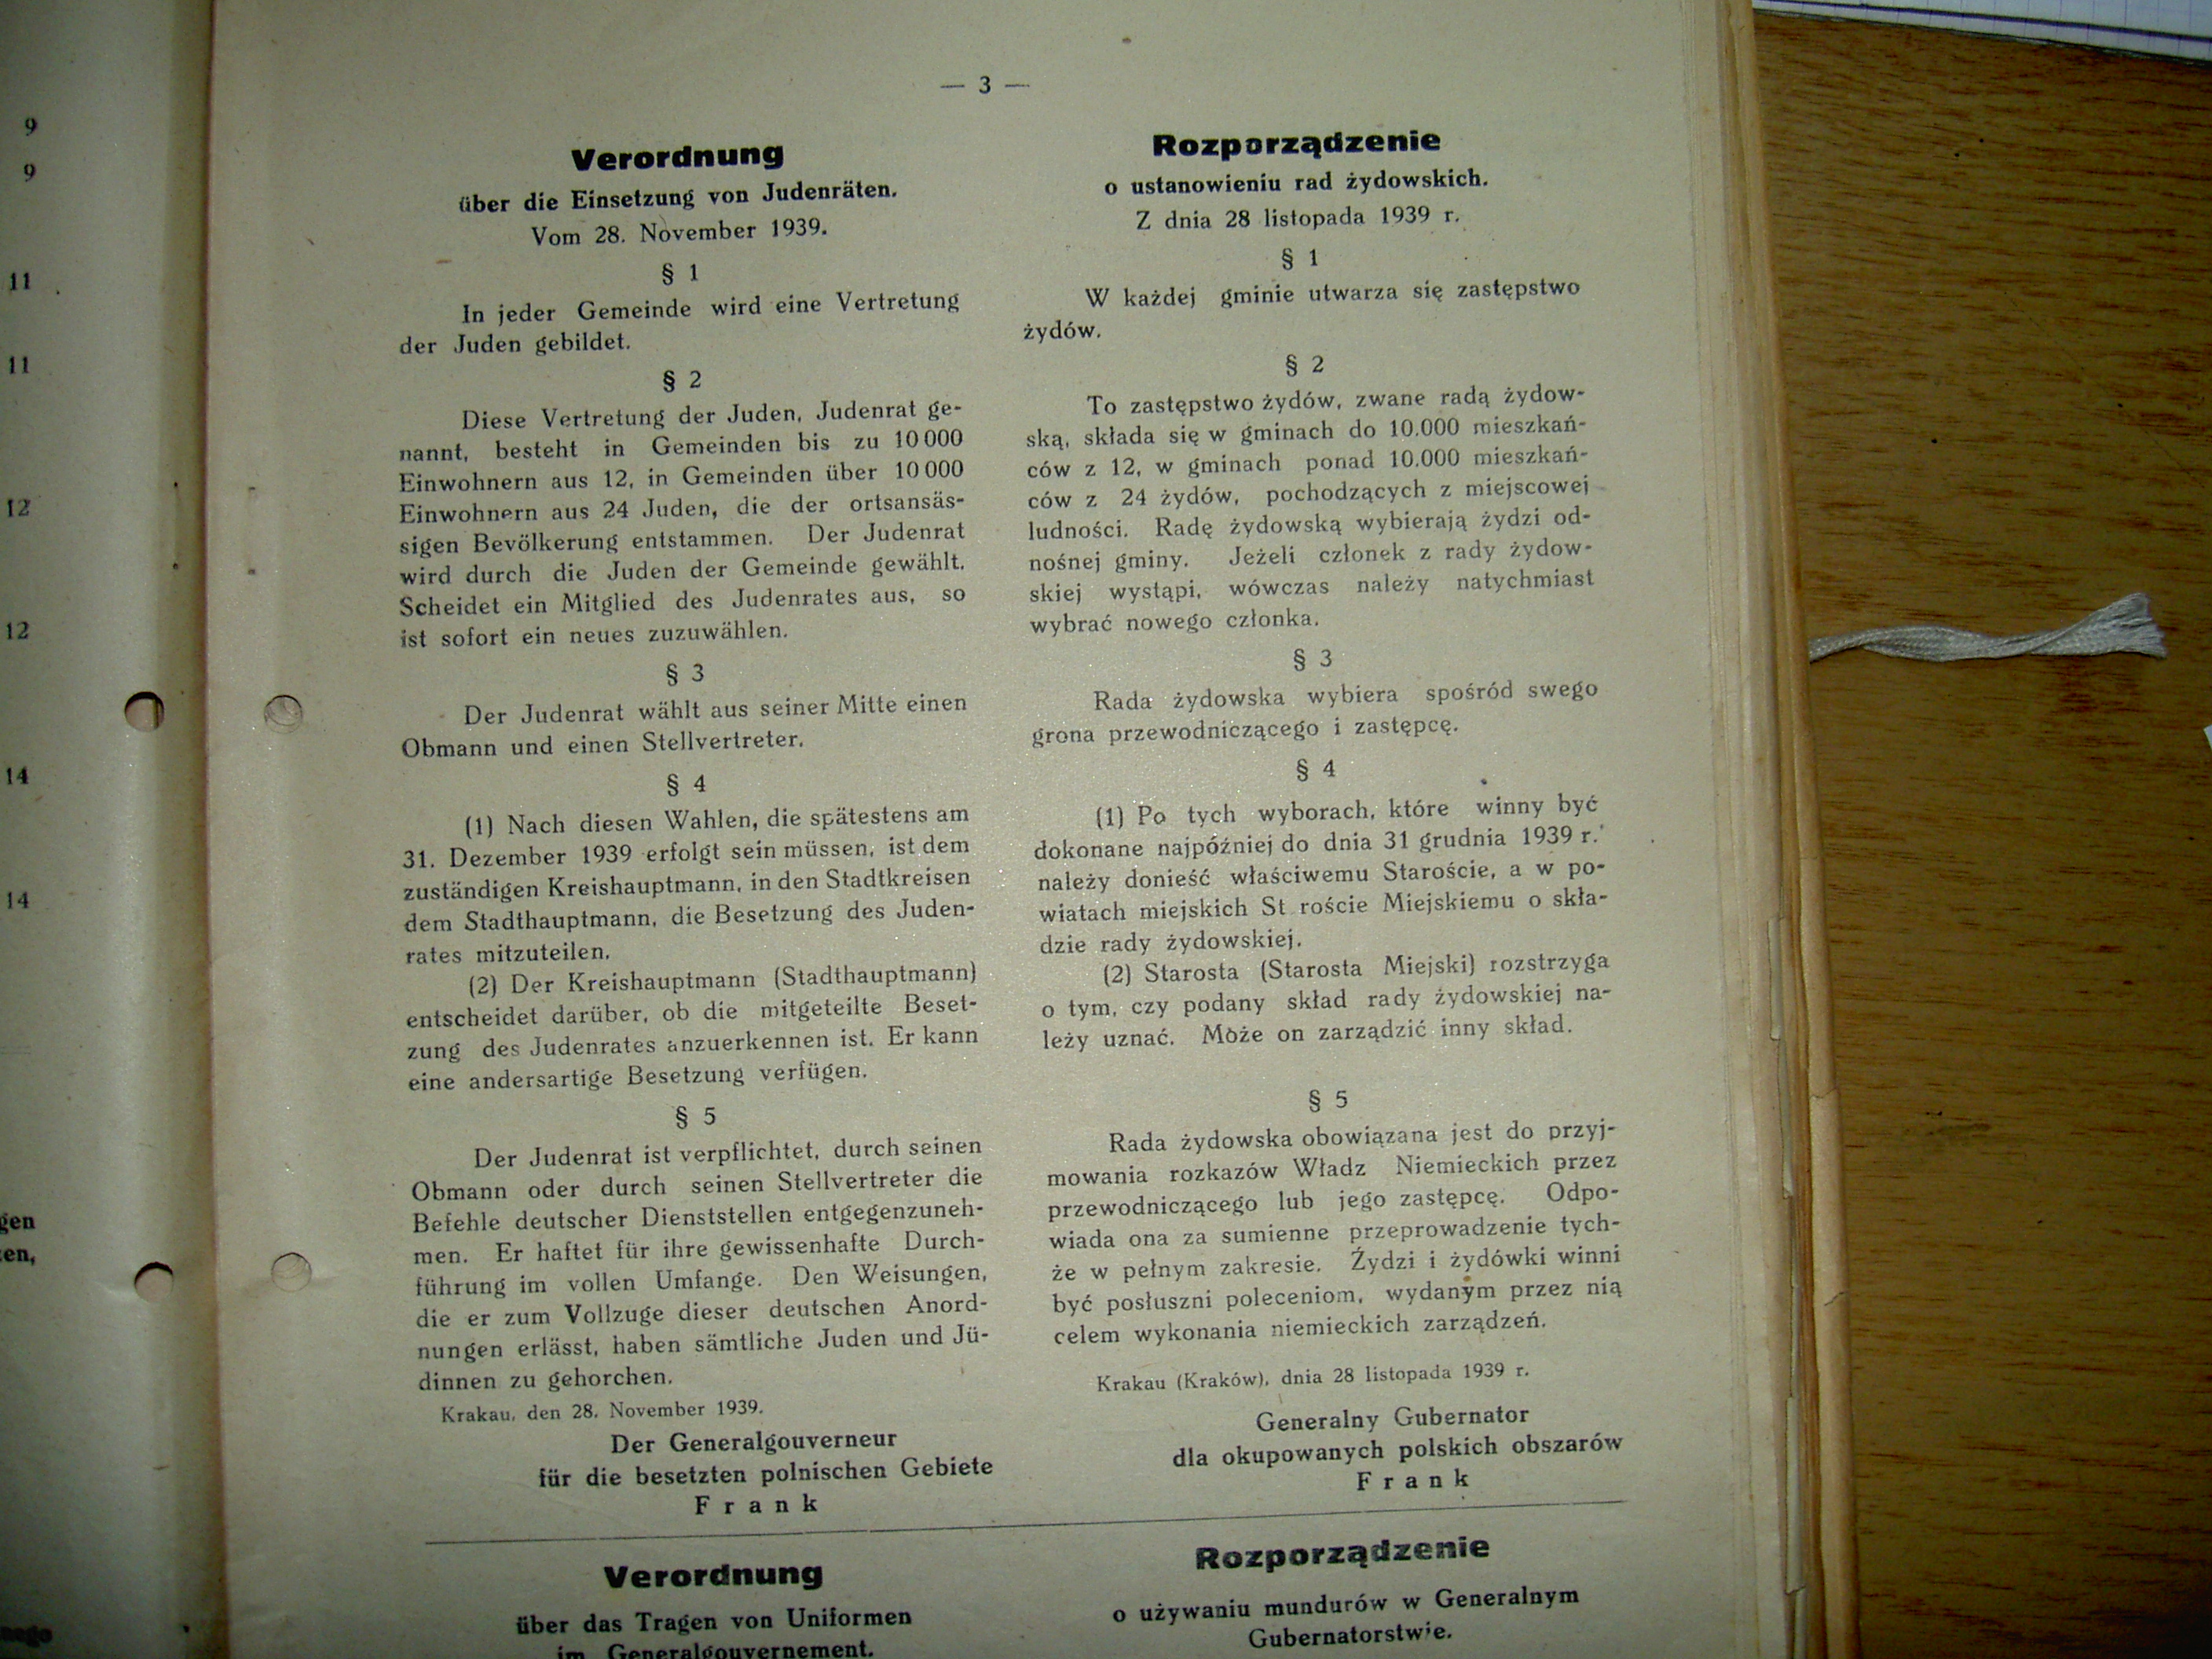 9
9
11
11
12
12
14
14
gen
en,
— 3 —
Verordnung
über die Einsetzung von Judenräten.
Vom 28. November 1939.
§ 1
In jeder Gemeinde wird eine Vertretung
der Juden gebildet.
§ 2
Diese Vertretung der Juden, Judenrat ge-
nannt, besteht in Gemeinden bis zu 10 000
Einwohnern aus 12, in Gemeinden über 10 000
Einwohnern aus 24 Juden, die der ortsansäs-
sigen Bevölkerung entstammen. Der Judenrat
wird durch die Juden der Gemeinde gewählt.
Scheidet ein Mitglied des Judenrates aus, so
ist sofort ein neues zuzuwählen.
§ 3
Der Judenrat wählt aus seiner Mitte einen
Obmann und einen Stellvertreter.
§ 4
(1) Nach diesen Wahlen, die spätestens am
31. Dezember 1939 erfolgt sein müssen, ist dem
zuständigen Kreishauptmann, in den Stadtkreisen
dem Stadthauptmann, die Besetzung des Juden-
rates mitzuteilen.
(2) Der Kreishauptmann (Stadthauptmann)
entscheidet darüber, ob die mitgeteilte Beset-
zung des Judenrates anzuerkennen ist. Er kann
eine andersartige Besetzung verfügen.
§ 5
Der Judenrat ist verpflichtet, durch seinen
Obmann oder durch seinen Stellvertreter die
Befehle deutscher Dienststellen entgegenzuneh-
men. Er haftet für ihre gewissenhafte Durch-
führung im vollen Umfange. Den Weisungen,
die er zum Vollzuge dieser deutschen Anord-
nungen erlässt, haben sämtliche Juden und Jü-
dinnen zu gehorchen.
Krakau, den 28. November 1939.
Der Generalgouverneur
für die besetzten polnischen Gebiete
Frank
Verordnung
über das Tragen von Uniformen
im Generalgouvernement.
Rozporządzenie
o ustanowieniu rad żydowskich.
Z dnia 28 listopada 1939 r.
§ 1
W każdej gminie utwarza się zastępstwo
żydów.
§ 2
To zastępstwo żydów, zwane radą żydow-
ską, składa się w gminach do 10.000 mieszkań-
ców z 12, w gminach ponad 10.000 mieszkań-
ców z 24 żydów, pochodzących z miejscowej
ludności. Radę żydowską wybierają żydzi od-
nośnej gminy. Jeżeli członek z rady żydow-
skiej wystąpi, wówczas należy natychmiast
wybrać nowego członka.
§ 3
Rada żydowska wybiera spośród swego
grona przewodniczącego i zastępcę.
§ 4
(1) Po tych wyborach, które winny być
dokonane najpóźniej do dnia 31 grudnia 1939 r.
należy donieść właściwemu Staroście, a w po-
wiatach miejskich St roście Miejskiemu o skła-
dzie rady żydowskiej.
(2) Starosta (Starosta Miejski) rozstrzyga
o tym, czy podany skład rady żydowskiej na-
leży uznać. Może on zarządzić inny skład.
§ 5
Rada żydowska obowiązana jest do przyj-
mowania rozkazów Władz Niemieckich przez
przewodniczącego lub jego zastępcę. Odpo-
wiada ona za sumienne przeprowadzenie tych-
że w pełnym zakresie. Żydzi i żydówki winni
być posłuszni poleceniom, wydanym przez nią
celem wykonania niemieckich zarządzeń.
Krakau (Kraków), dnia 28 listopada 1939 r.
Generalny Gubernator
dla okupowanych polskich obszarów
Frank
Rozporządzenie
o używaniu mundurów w Generalnym
Gubernatorstwie.